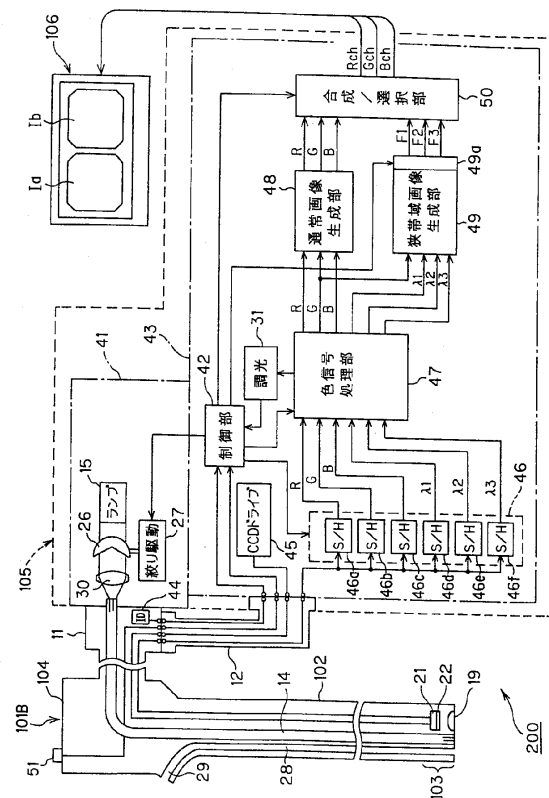 106
Ia
Ib
Rch
Gch
Bch
合成/選択部
50
R
G
B
F1
F2
F3
48
通常画像
生成部
49a
狭帯域画像
生成部
49
R
G
B
λ1
λ2
λ3
43
41
42
制御部
31
調光
色信号
処理部
47
R
G
B
λ1
λ2
λ3
46
105
15
ランプ
26
30
絞り駆動
27
ID
44
CCDドライブ
45
S/H
S/H
S/H
S/H
S/H
S/H
46a
46b
46c
46d
46e
46f
11
12
104
101B
51
102
14
28
29
21
22
19
103
200